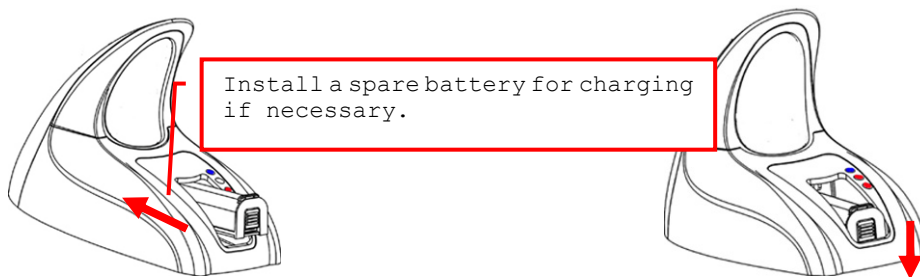 Install a spare battery for charging
if necessary.